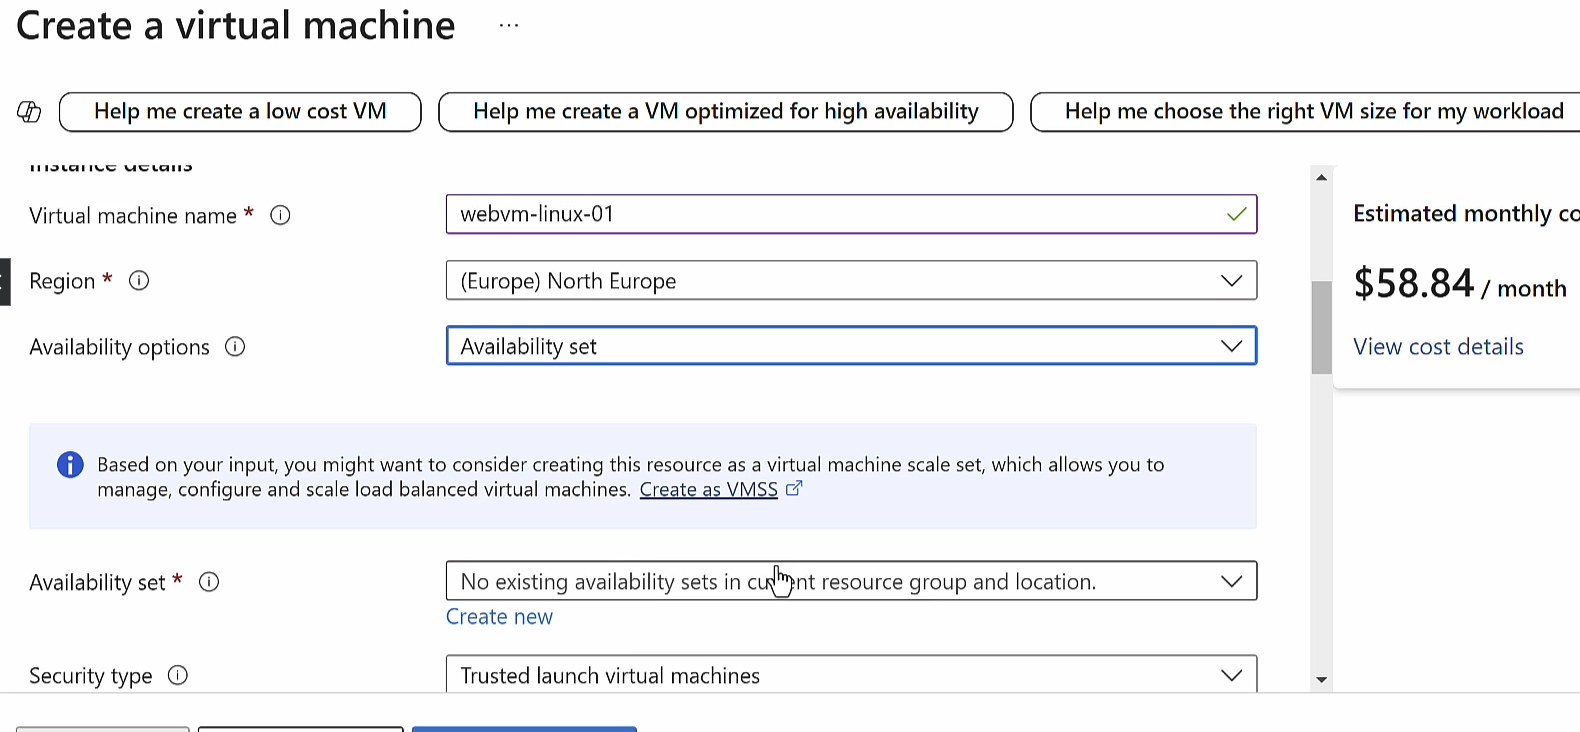 Create a virtual machine ...
Help me create a low cost VM
Help me create a VM optimized for high availability
Help me choose the right VM size for my workload
Instance details
Virtual machine name *
webvm-linux-01
Region *
(Europe) North Europe
Availability options
Availability set
Based on your input, you might want to consider creating this resource as a virtual machine scale set, which allows you to
manage, configure and scale load balanced virtual machines. Create as VMSS
Availability set *
No existing availability sets in current resource group and location.
Create new
Security type
Trusted launch virtual machines
Estimated monthly co
$58.84 / month
View cost details